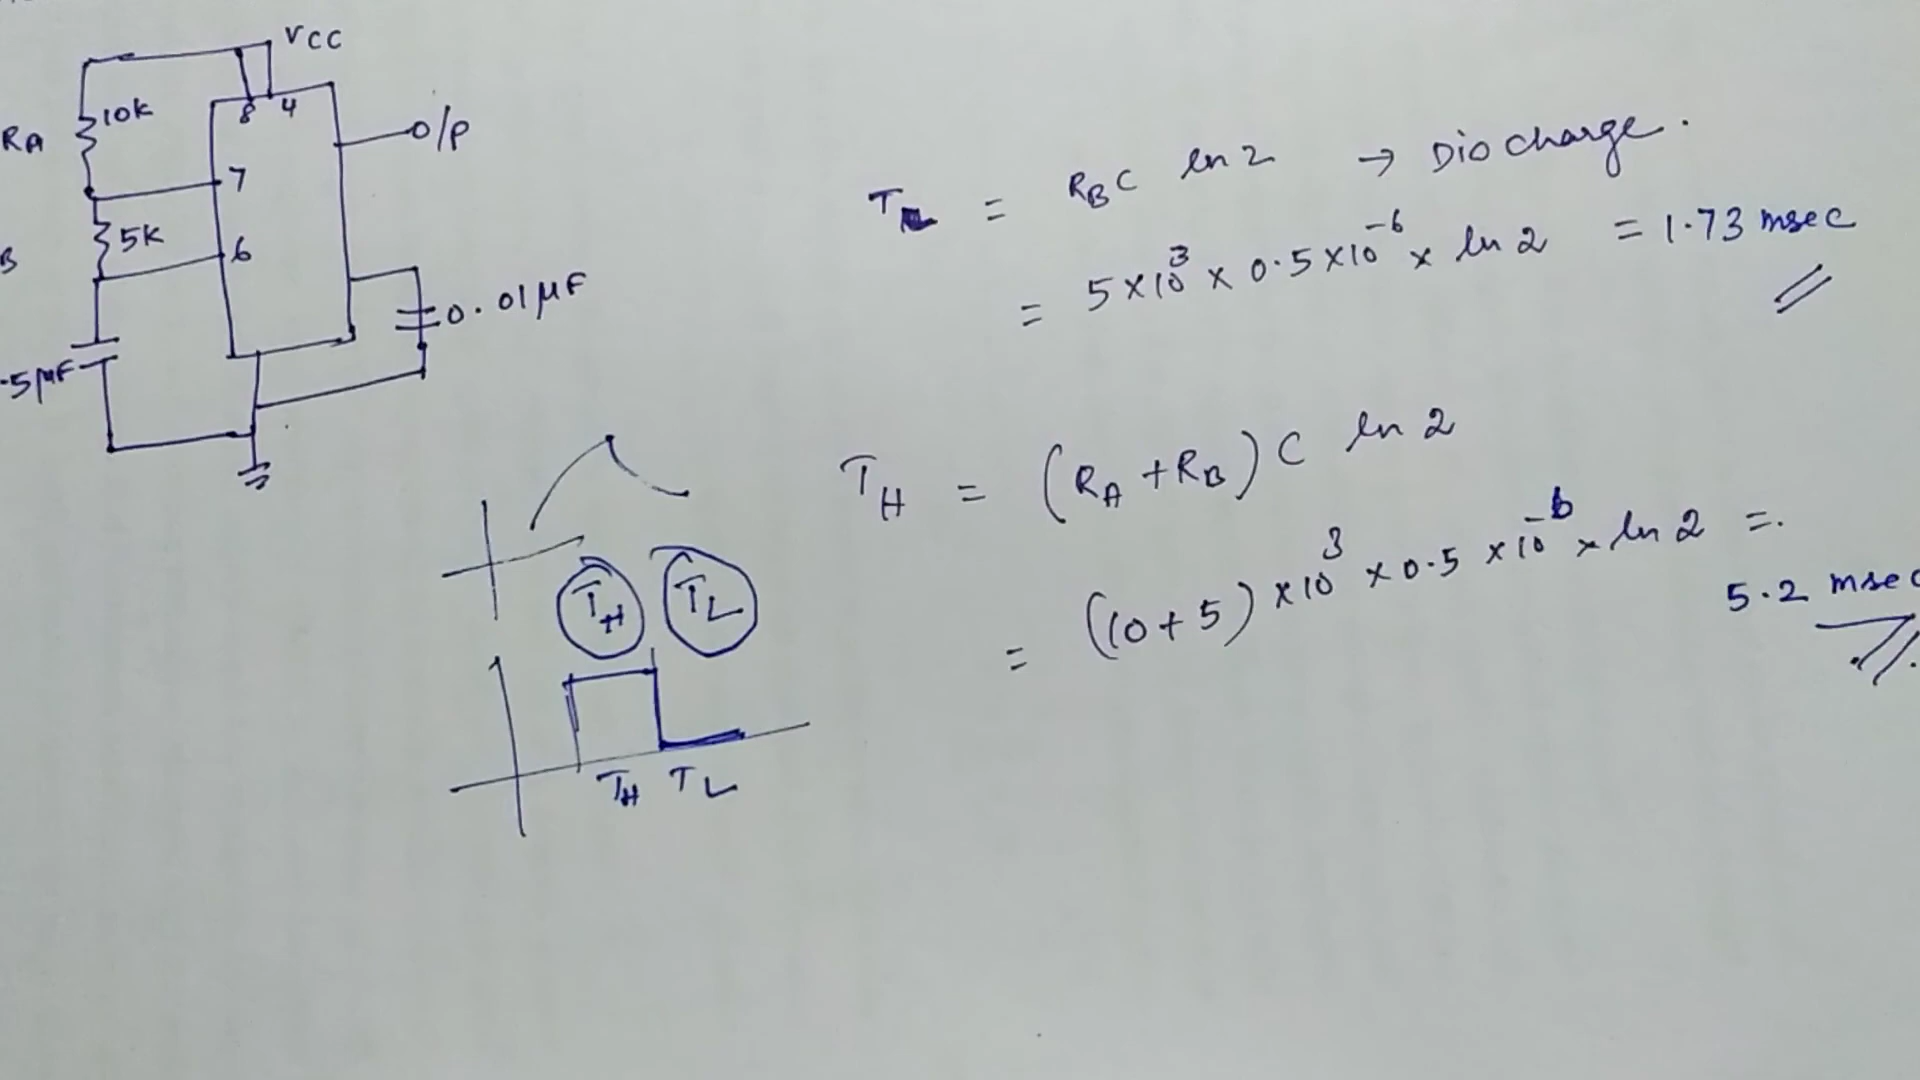 VCC
RA
10k
8 4
O/P
7
B
5K
6
.5µF
0.01µF
TL = RBC ln 2 → Discharge.
= 5×10³ × 0.5×10⁻⁶ × ln 2 = 1.73 msec
TH = (RA + RB) C ln 2
= (10+5) × 10³ × 0.5 × 10⁻⁶ × ln 2 =.
5.2 msec
TH TL
TH TL